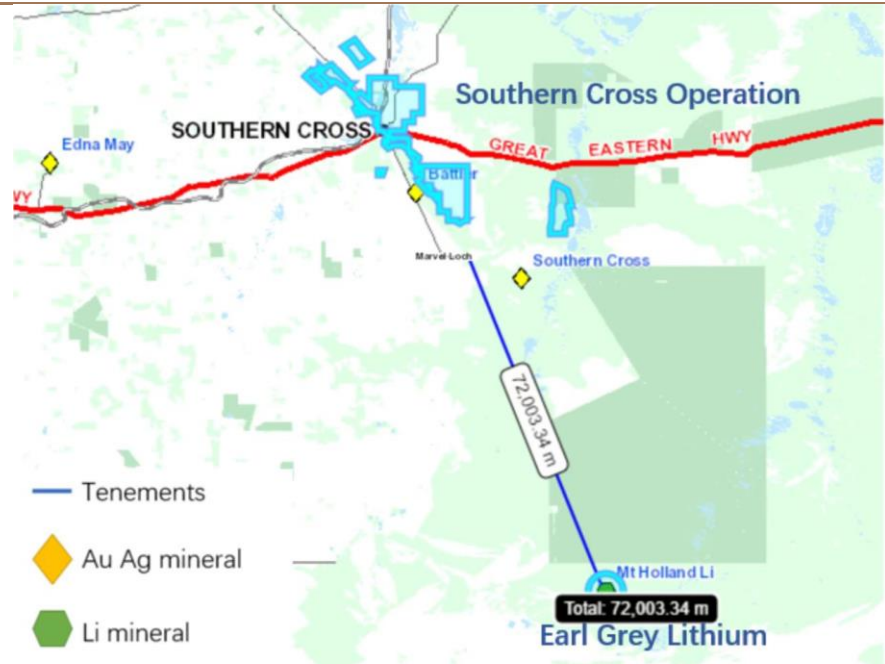 Southern Cross Operation
SOUTHERN CROSS
GREAT EASTERN HWY
Edna May
Battler
WY
Marvel Loch
Southern Cross
72,003.34 m
Tenements
Au Ag mineral
Li mineral
Mt Holland Li
Total: 72,003.34 m
Earl Grey Lithium